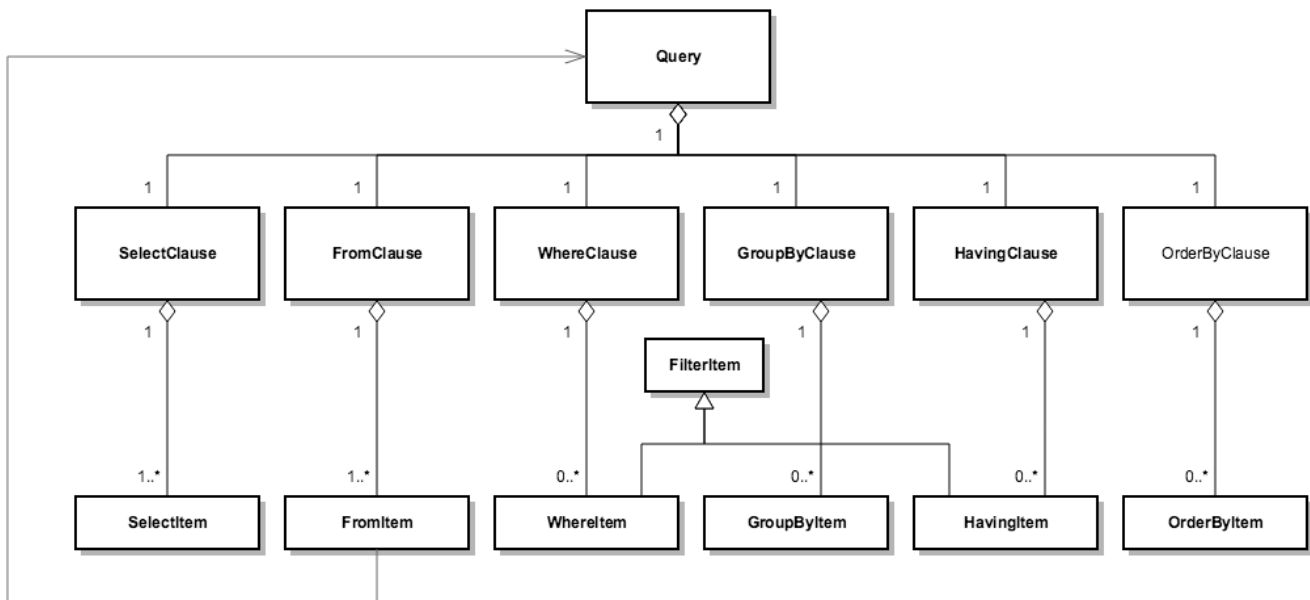 Query
1
1 1 1 1 1 1
SelectClause FromClause WhereClause GroupByClause HavingClause OrderByClause
1 1 1 1 1 1
FilterItem
1..* 1..* 0..* 0..* 0..* 0..*
SelectItem FromItem WhereItem GroupByItem HavingItem OrderByItem